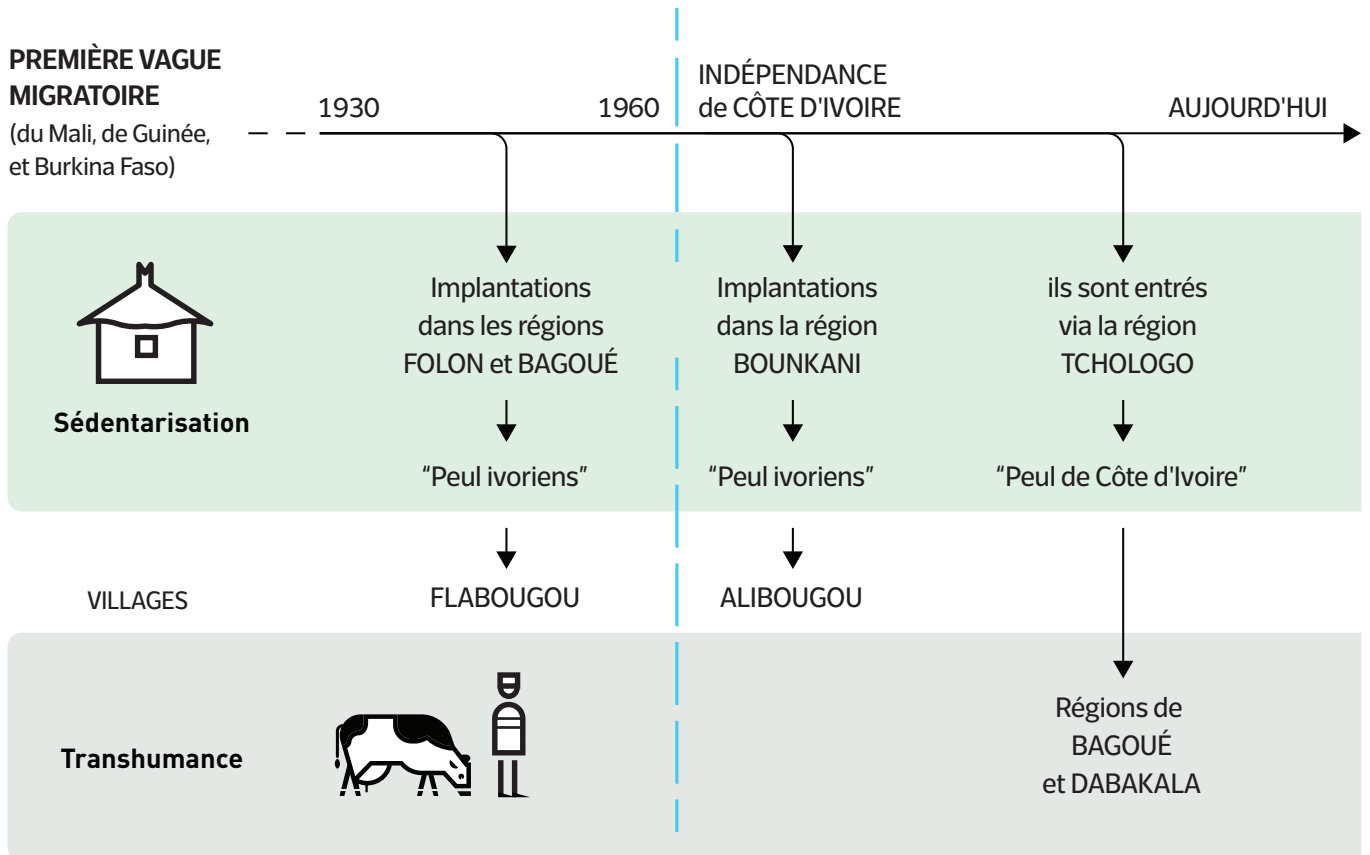 PREMIÈRE VAGUE
MIGRATOIRE
(du Mali, de Guinée,
et Burkina Faso)
1930
1960
INDÉPENDANCE
de CÔTE D'IVOIRE
AUJOURD'HUI
Sédentarisation
Implantations
dans les régions
FOLON et BAGOUÉ
"Peul ivoriens"
Implantations
dans la région
BOUNKANI
"Peul ivoriens"
ils sont entrés
via la région
TCHOLOGO
"Peul de Côte d'Ivoire"
VILLAGES
FLABOUGOU
ALIBOUGOU
Transhumance
Régions de
BAGOUÉ
et DABAKALA